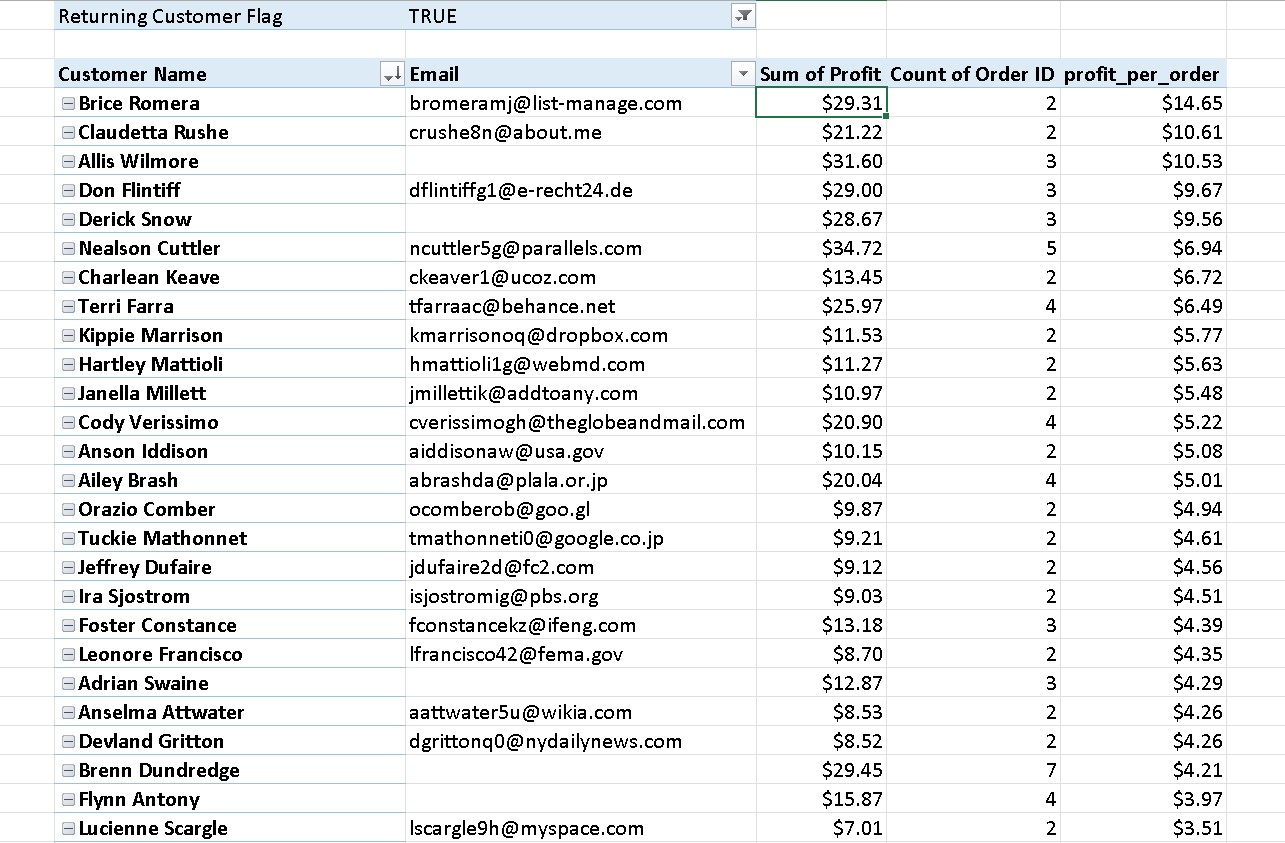 Returning Customer Flag TRUE
Customer Name Email Sum of Profit Count of Order ID profit_per_order
Brice Romera bromeramj@list-manage.com $29.31 2 $14.65
Claudetta Rushe crushe8n@about.me $21.22 2 $10.61
Allis Wilmore $31.60 3 $10.53
Don Flintiff dflintiffg1@e-recht24.de $29.00 3 $9.67
Derick Snow $28.67 3 $9.56
Nealson Cuttler ncuttler5g@parallels.com $34.72 5 $6.94
Charlean Keave ckeaver1@ucoz.com $13.45 2 $6.72
Terri Farra tfarraac@behance.net $25.97 4 $6.49
Kippie Marrison kmarrisonoq@dropbox.com $11.53 2 $5.77
Hartley Mattioli hmattioli1g@webmd.com $11.27 2 $5.63
Janella Millett jmillettik@addtoany.com $10.97 2 $5.48
Cody Verissimo cverissimogh@theglobeandmail.com $20.90 4 $5.22
Anson Iddison aiddisonaw@usa.gov $10.15 2 $5.08
Ailey Brash abrashda@plala.or.jp $20.04 4 $5.01
Orazio Comber ocomberob@goo.gl $9.87 2 $4.94
Tuckie Mathonnet tmathonneti0@google.co.jp $9.21 2 $4.61
Jeffrey Dufaire jdufaire2d@fc2.com $9.12 2 $4.56
Ira Sjostrom isjostromig@pbs.org $9.03 2 $4.51
Foster Constance fconstancekz@ifeng.com $13.18 3 $4.39
Leonore Francisco lfrancisco42@fema.gov $8.70 2 $4.35
Adrian Swaine $12.87 3 $4.29
Anselma Attwater aattwater5u@wikia.com $8.53 2 $4.26
Devland Gritton dgrittonq0@nydailynews.com $8.52 2 $4.26
Brenn Dundredge $29.45 7 $4.21
Flynn Antony $15.87 4 $3.97
Lucienne Scargle lscargle9h@myspace.com $7.01 2 $3.51